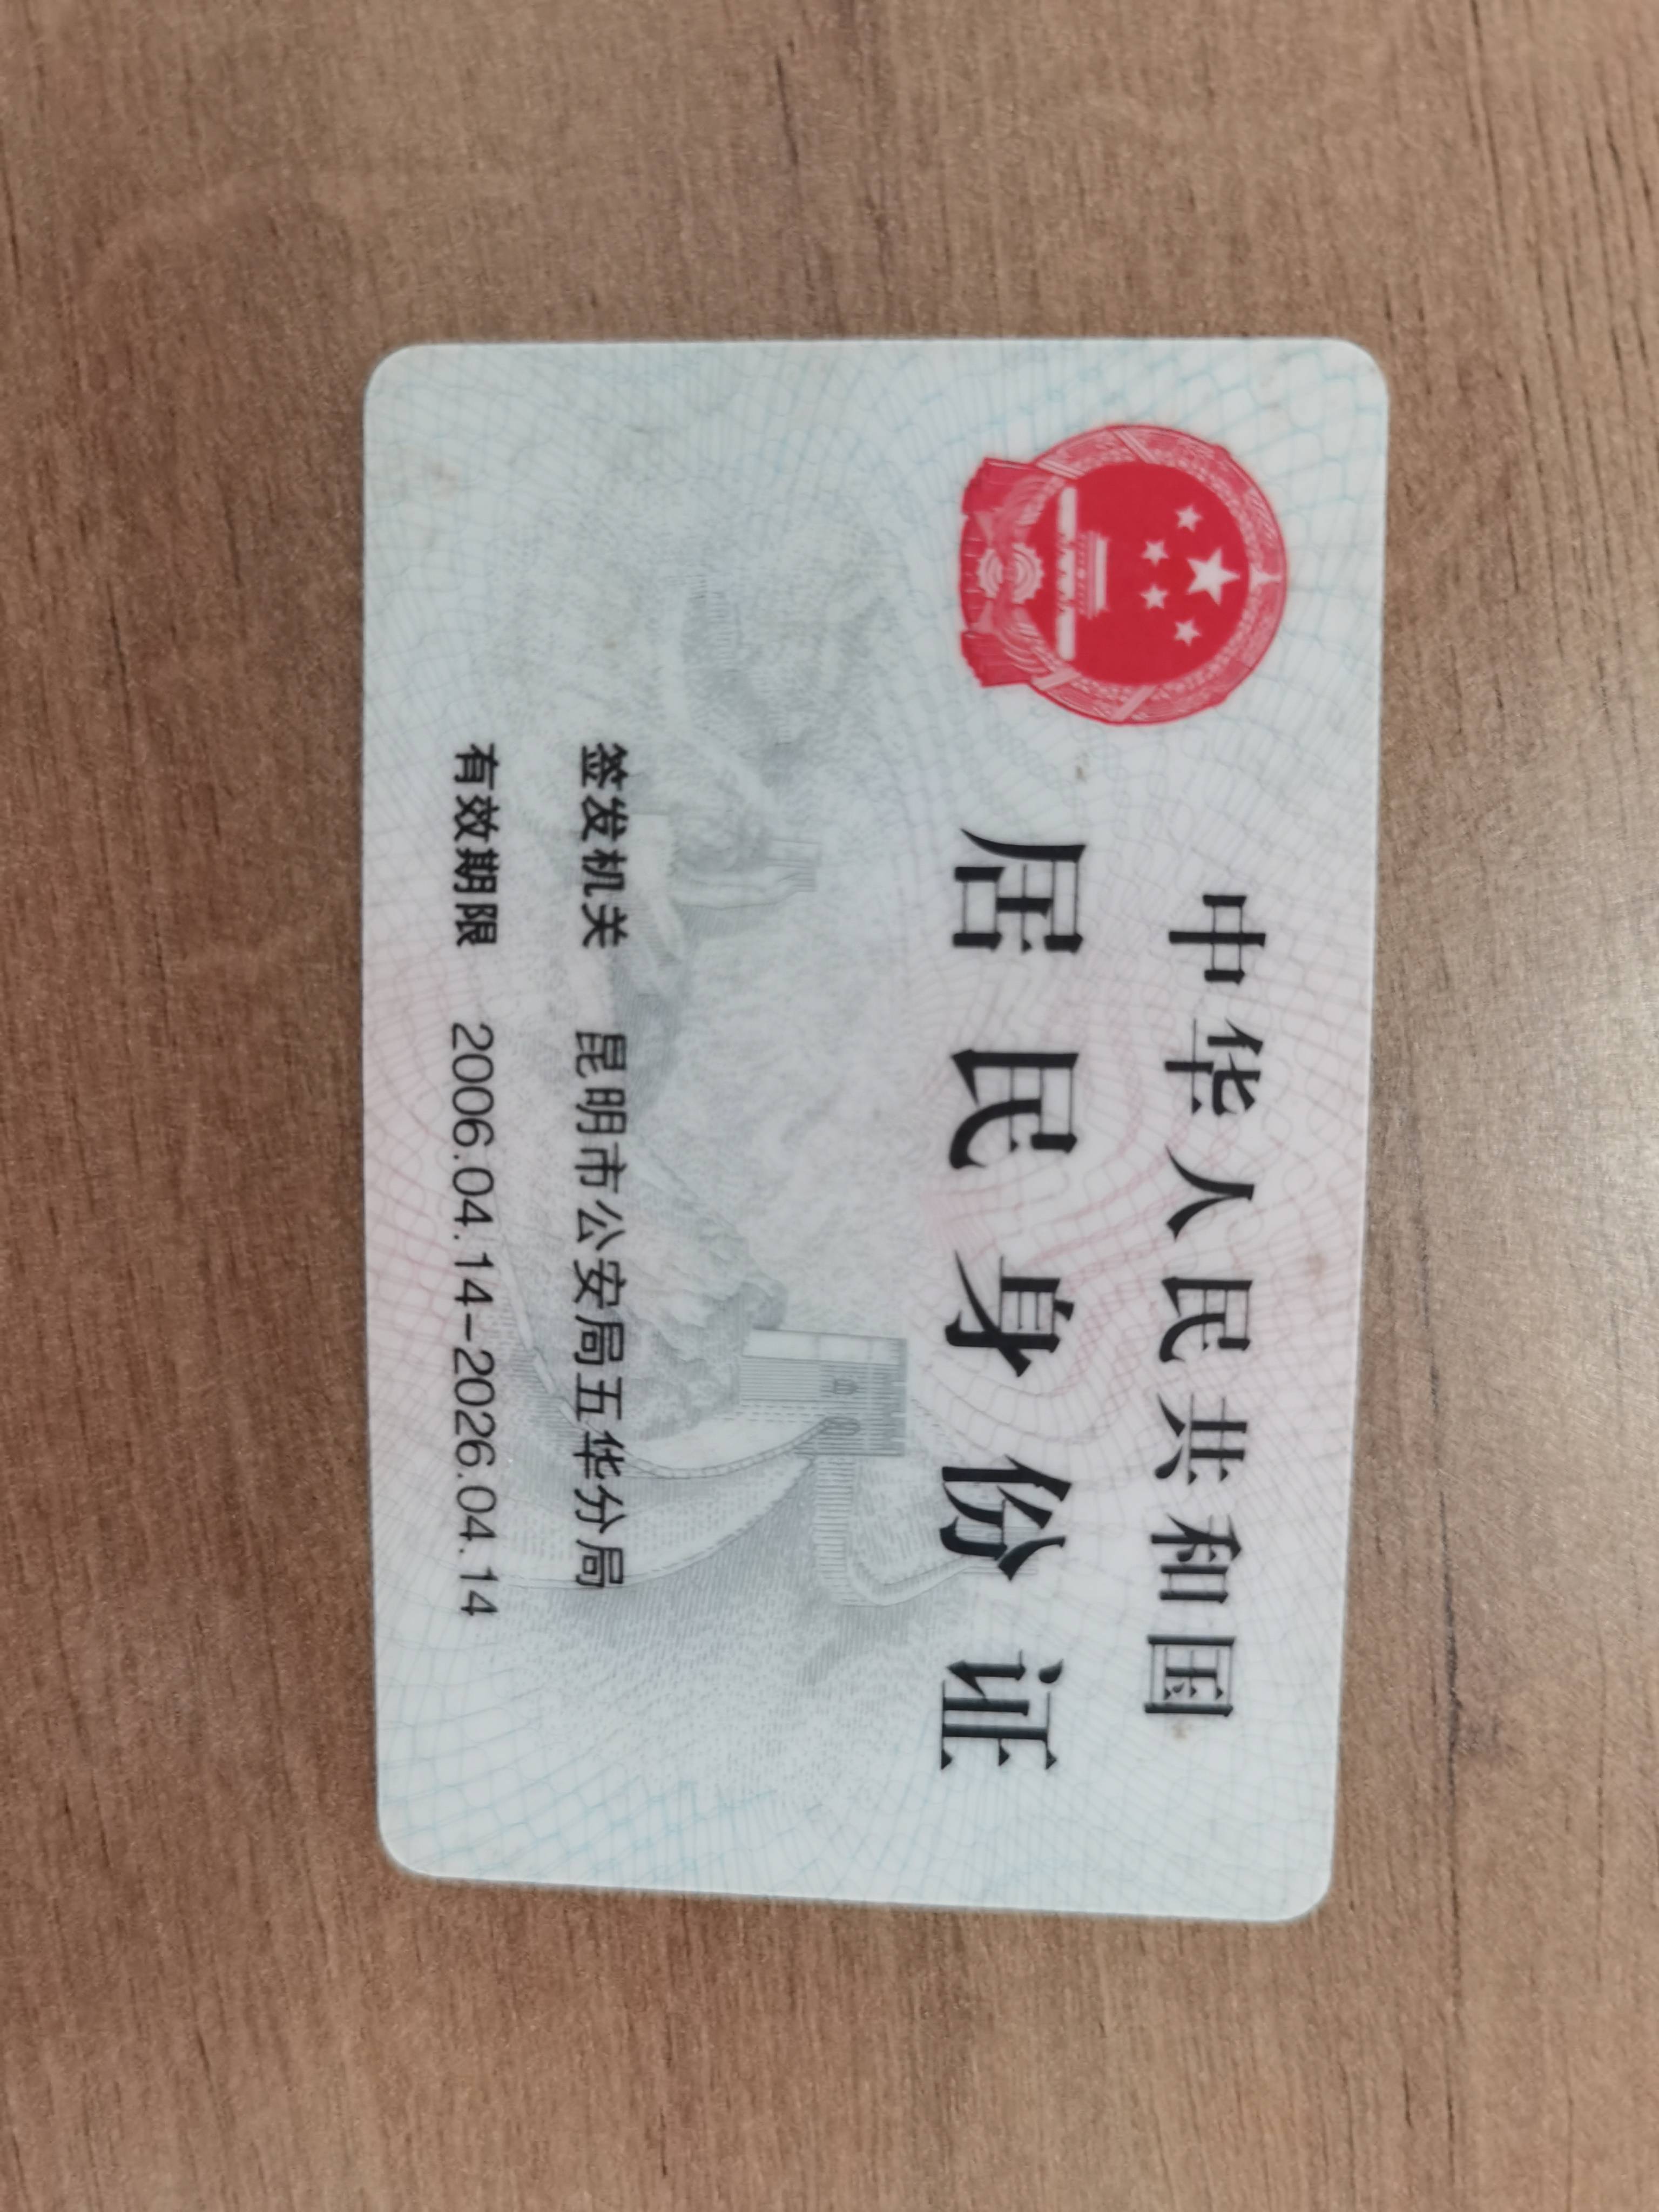 中华人民共和国
居民身份证
签发机关 昆明市公安局五华分局
有效期限 2006.04.14-2026.04.14